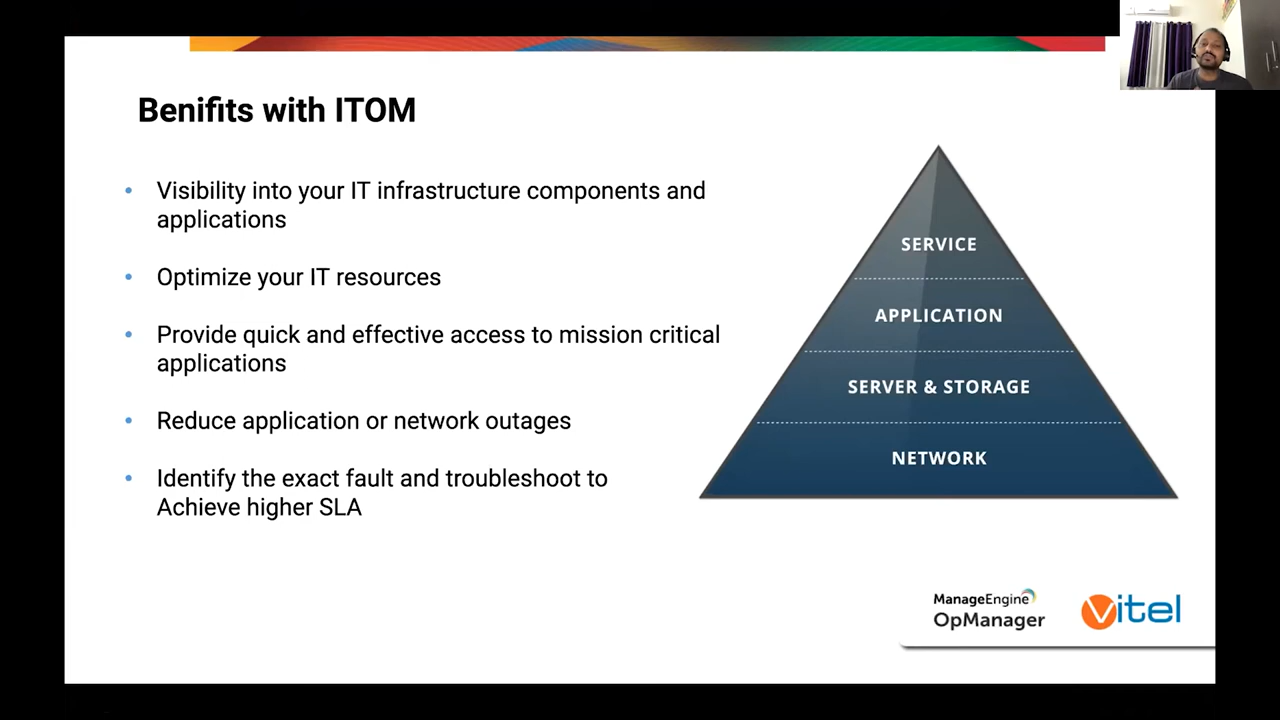 Benifits with ITOM
• Visibility into your IT infrastructure components and
applications
• Optimize your IT resources
• Provide quick and effective access to mission critical
applications
• Reduce application or network outages
• Identify the exact fault and troubleshoot to
Achieve higher SLA
SERVICE
APPLICATION
SERVER & STORAGE
NETWORK
ManageEngine
OpManager
vitel